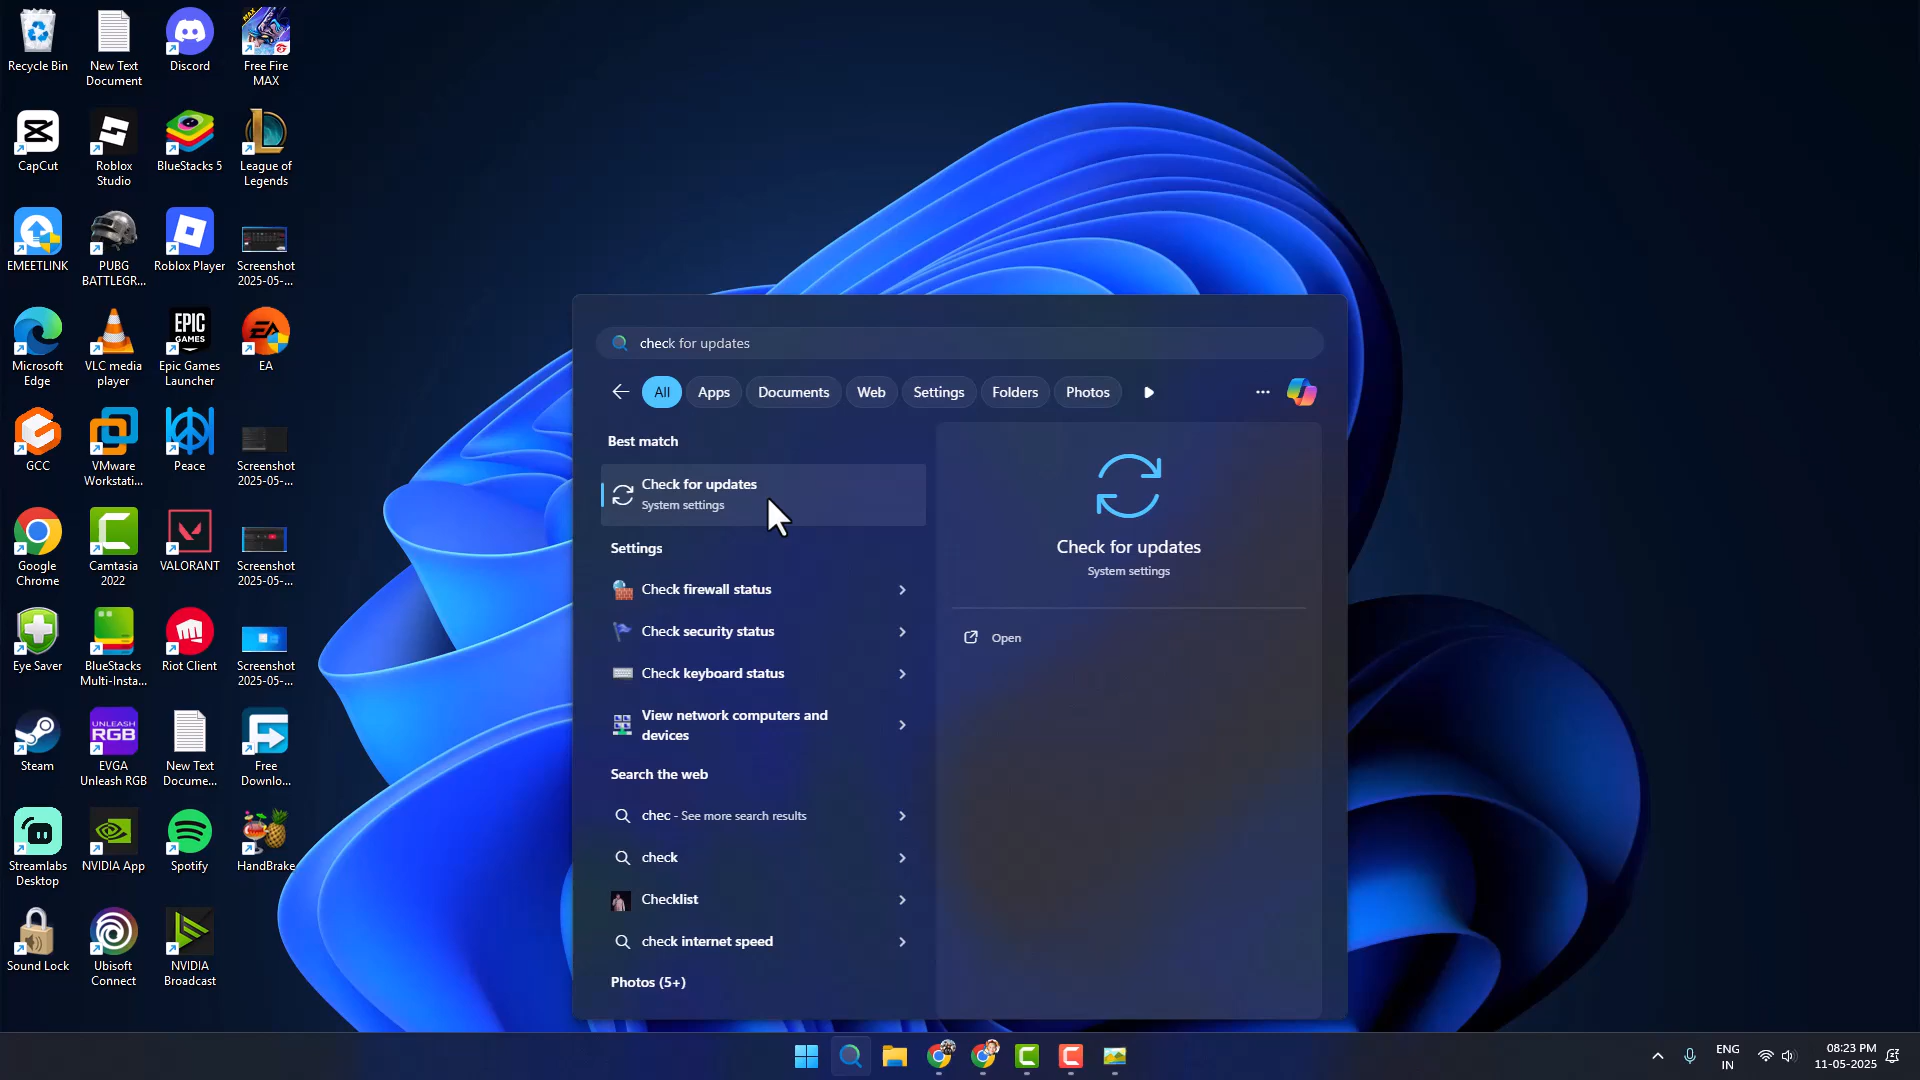 Recycle Bin
New Text
Document
Discord
MAX
Free Fire
MAX
CapCut
Roblox
Studio
BlueStacks 5
League of
Legends
EMEETLINK
PUBG
BATTLEGR...
Roblox Player
Screenshot
2025-05-...
Microsoft
Edge
VLC media
player
EPIC
GAMES
Epic Games
Launcher
EA
EA
GCC
VMware
Workstati...
Peace
Screenshot
2025-05-...
Google
Chrome
Camtasia
2022
VALORANT
Screenshot
2025-05-...
Eye Saver
BlueStacks
Multi-Insta...
Riot Client
Screenshot
2025-05-...
Steam
UNLEASH
RGB
EVGA
Unleash RGB
New Text
Docume...
Free
Downlo...
Streamlabs
Desktop
NVIDIA App
Spotify
HandBrake
Sound Lock
Ubisoft
Connect
NVIDIA
Broadcast
check for updates
All
Apps
Documents
Web
Settings
Folders
Photos
Best match
Check for updates
System settings
Settings
Check firewall status
Check security status
Check keyboard status
View network computers and
devices
Search the web
chec - See more search results
check
Checklist
check internet speed
Photos (5+)
Check for updates
System settings
Open
ENG
IN
08:23 PM
11-05-2025